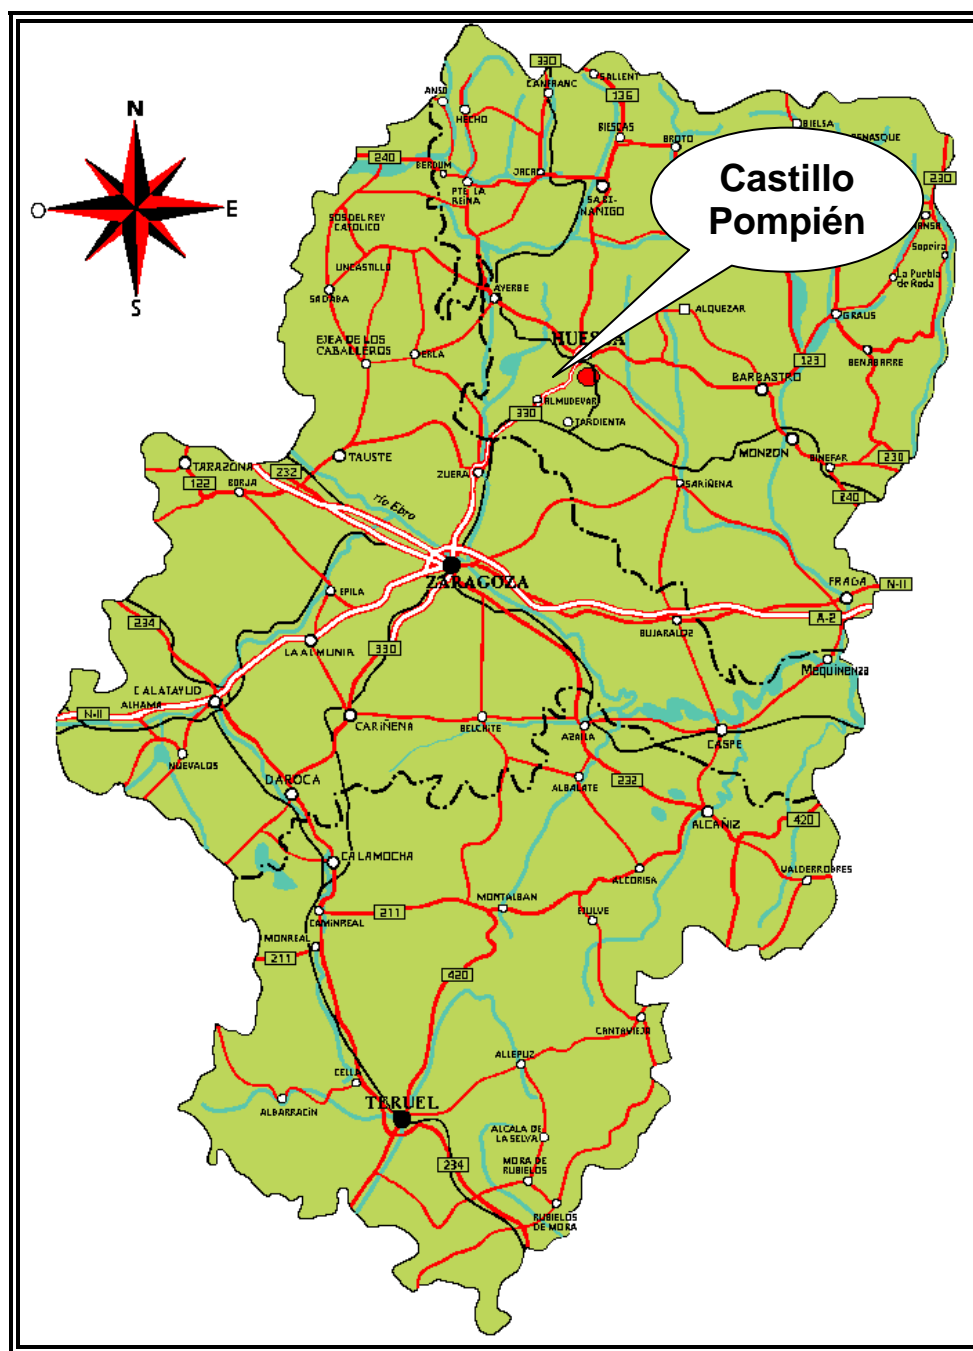 330
SALLENT
CANFRANC
ANSO
136
HECHO
BIESCAS
BIELSA
BROTO
BENASQUE
N
240
BERDUM
JACA
PTE LA
REINA
SABI-
NANIGO
Castillo
Pompién
230
O
E
SOS DEL REY
CATOLICO
Sopeira
UNCASTILLO
La Puebla
de Roda
S
SADABA
AYERBE
ALQUEZAR
GRAUS
EJEA DE LOS
CABALLEROS
ERLA
123
BENABARRE
BARBASTRO
ALMUDEVAR
330
TARDIENTA
TAUSTE
MONZON
BINEFAR
230
TARAZONA
232
ZUERA
122
BORJA
SARIÑENA
240
río Ebro
ZARAGOZA
FRAGA
N-II
EPILA
234
A-2
BUJARALOZ
LA ALMUNIA
330
Mequinenza
CALATAYUD
ALHAMA
N-II
CARIÑENA
BELCHITE
AZAILA
CASPE
NUEVALOS
DAROCA
ALBALATE
232
ALCAÑIZ
420
CALAMOCHA
ALCORISA
VALDERROBRES
MONTALBAN
211
CAMINREAL
EJULVE
MONREAL
211
420
CANTAVIEJA
ALLEPUZ
CELLA
TERUEL
ALBARRACIN
ALCALA DE
LA SELVA
234
MORA DE
RUBIELOS
RUBIELOS
DE MORA